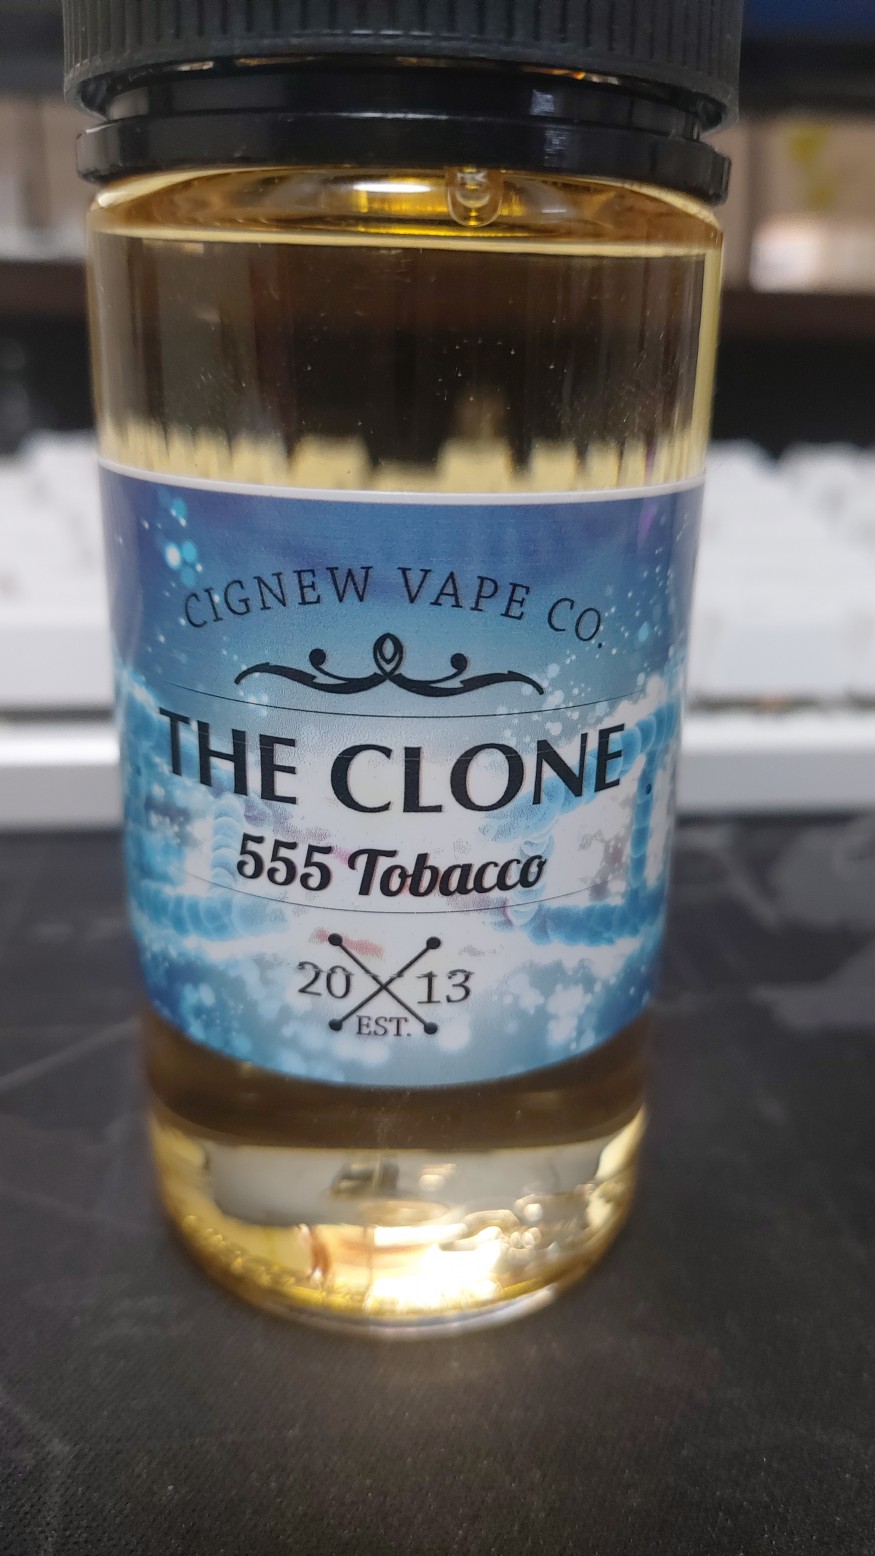 CIGNEW VAPE CO.
THE CLONE
555 Tobacco
20 13
EST.